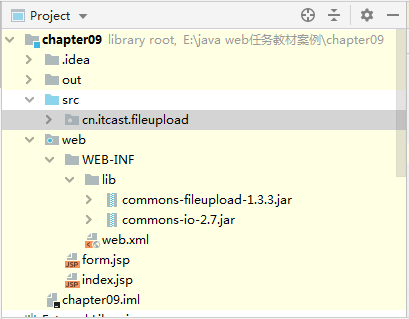 Project
chapter09 library root, E:\java web任务教材案例\chapter09
.idea
out
src
cn.itcast.fileupload
web
WEB-INF
lib
commons-fileupload-1.3.3.jar
commons-io-2.7.jar
web.xml
JSP form.jsp
JSP index.jsp
chapter09.iml